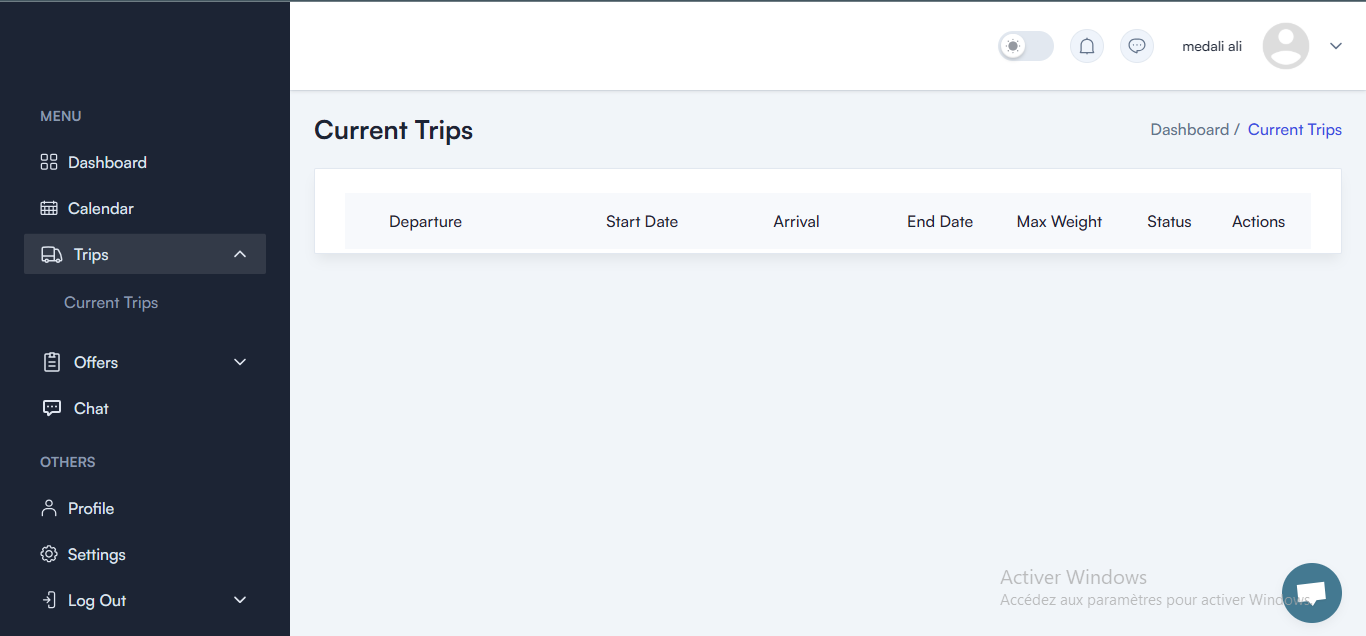 medali ali
MENU
Dashboard
Calendar
Trips
Current Trips
Offers
Chat
OTHERS
Profile
Settings
Log Out
Current Trips
Dashboard / Current Trips
Departure Start Date Arrival End Date Max Weight Status Actions
Activer Windows
Accédez aux paramètres pour activer Windows.